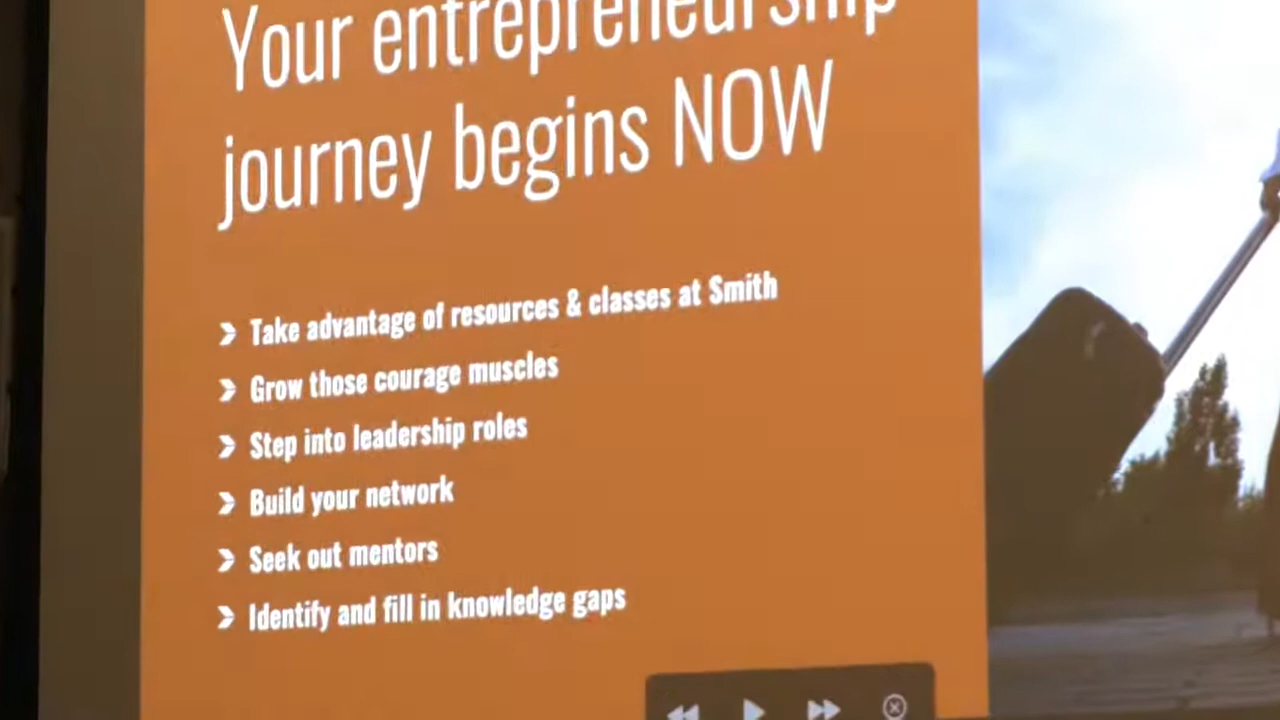 Your entrepreneurship
journey begins NOW
Take advantage of resources & classes at Smith
Grow those courage muscles
Step into leadership roles
Build your network
Seek out mentors
Identify and fill in knowledge gaps